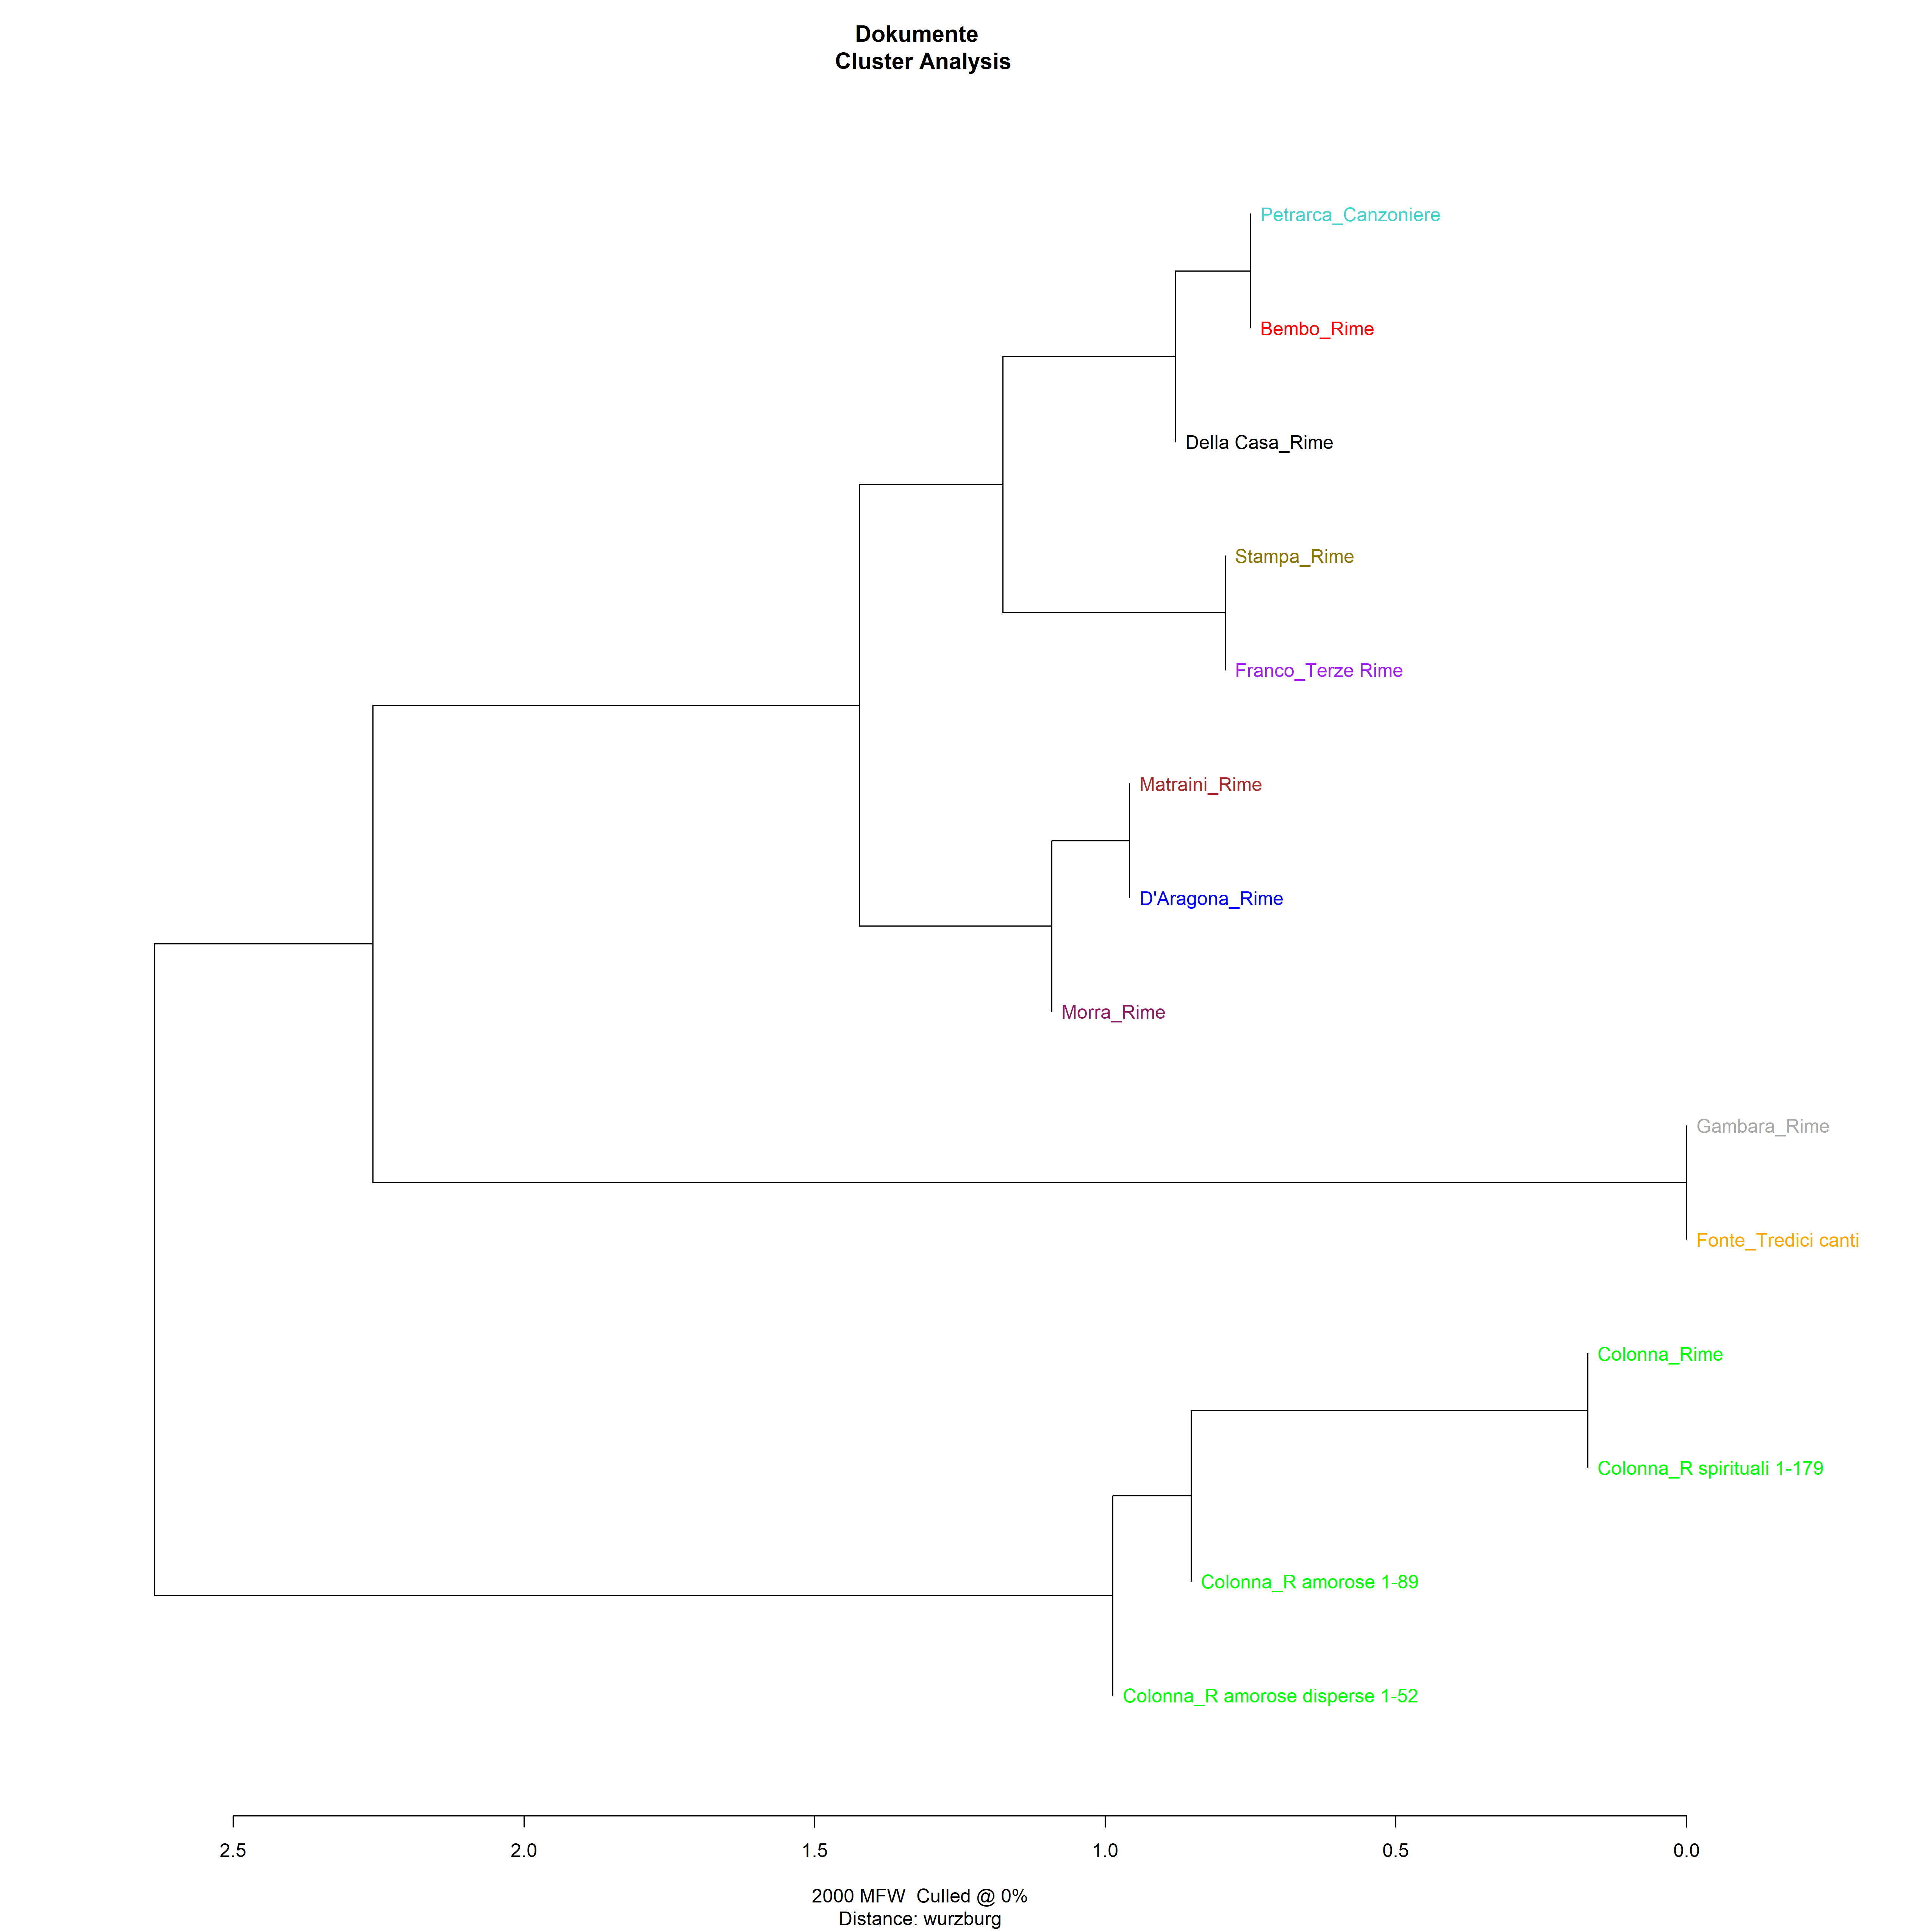 Dokumente
Cluster Analysis
Petrarca_Canzoniere
Bembo_Rime
Della Casa_Rime
Stampa_Rime
Franco_Terze Rime
Matraini_Rime
D'Aragona_Rime
Morra_Rime
Gambara_Rime
Fonte_Tredici canti
Colonna_Rime
Colonna_R spirituali 1-179
Colonna_R amorose 1-89
Colonna_R amorose disperse 1-52
2.5 2.0 1.5 1.0 0.5 0.0
2000 MFW  Culled @ 0%
Distance: wurzburg